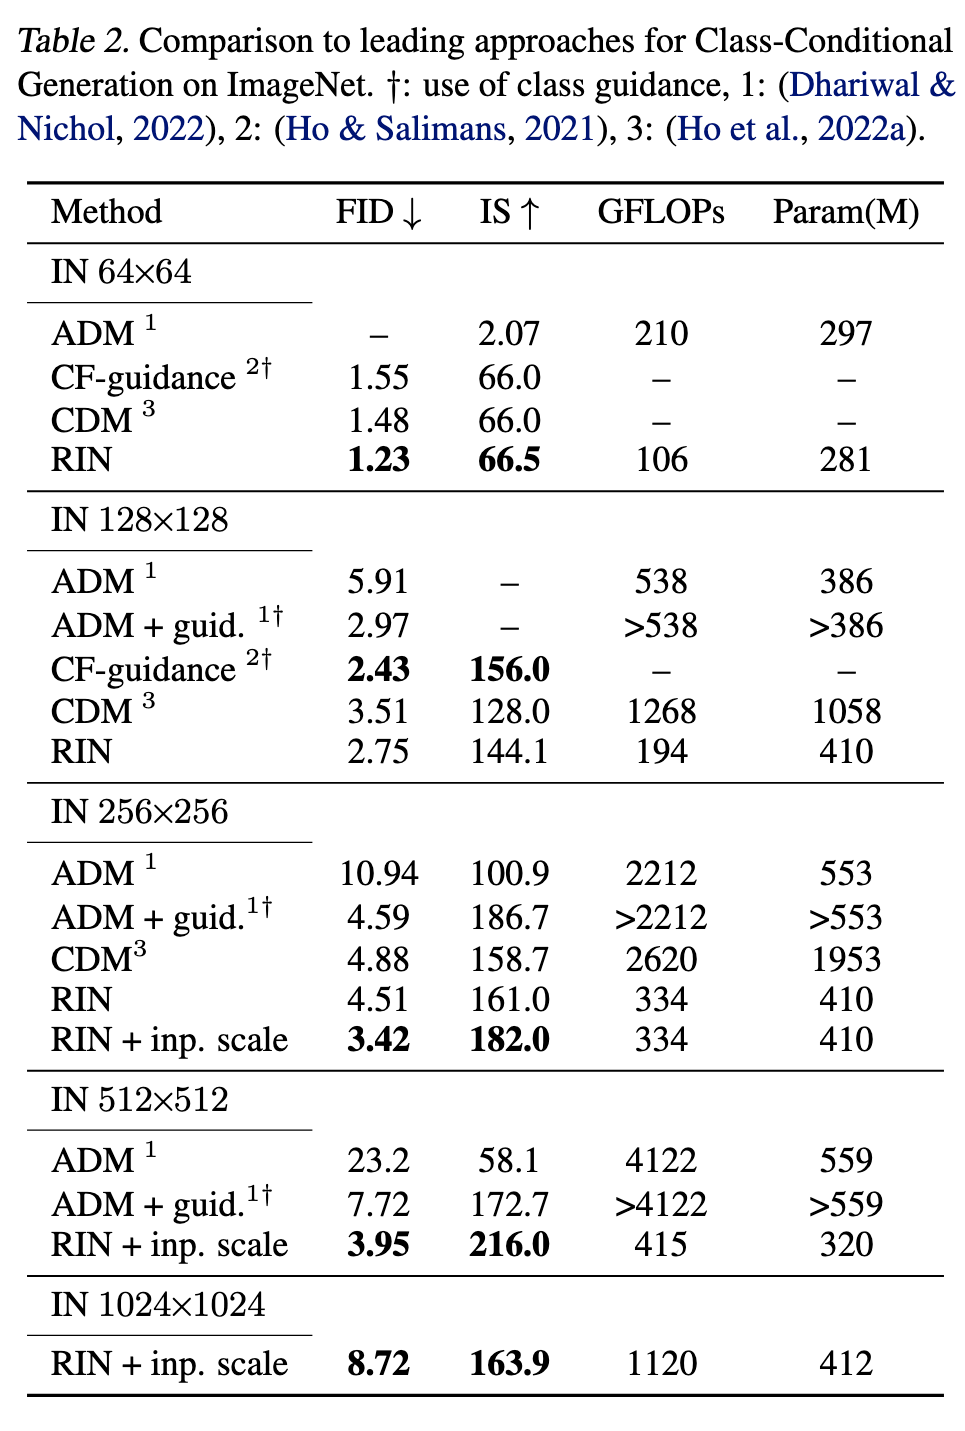 Table 2. Comparison to leading approaches for Class-Conditional
Generation on ImageNet. †: use of class guidance, 1: (Dhariwal &
Nichol, 2022), 2: (Ho & Salimans, 2021), 3: (Ho et al., 2022a).
Method FID ↓ IS ↑ GFLOPs Param(M)
IN 64×64
ADM ¹ – 2.07 210 297
CF-guidance ²† 1.55 66.0 – –
CDM ³ 1.48 66.0 – –
RIN 1.23 66.5 106 281
IN 128×128
ADM ¹ 5.91 – 538 386
ADM + guid. ¹† 2.97 – >538 >386
CF-guidance ²† 2.43 156.0 – –
CDM ³ 3.51 128.0 1268 1058
RIN 2.75 144.1 194 410
IN 256×256
ADM ¹ 10.94 100.9 2212 553
ADM + guid.¹† 4.59 186.7 >2212 >553
CDM³ 4.88 158.7 2620 1953
RIN 4.51 161.0 334 410
RIN + inp. scale 3.42 182.0 334 410
IN 512×512
ADM ¹ 23.2 58.1 4122 559
ADM + guid.¹† 7.72 172.7 >4122 >559
RIN + inp. scale 3.95 216.0 415 320
IN 1024×1024
RIN + inp. scale 8.72 163.9 1120 412